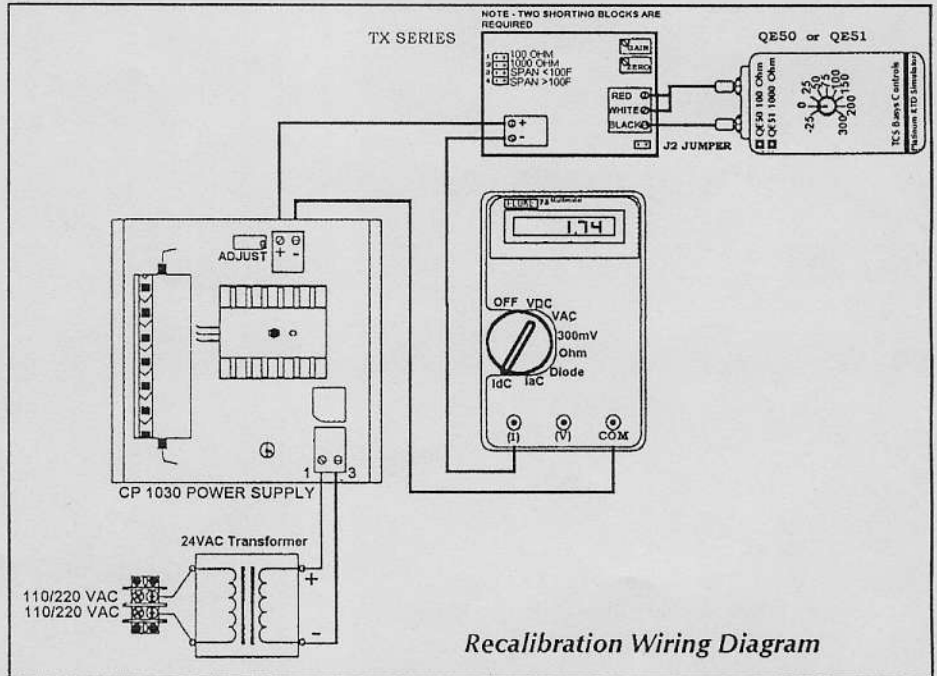 NOTE - TWO SHORTING BLOCKS ARE
REQUIRED
TX SERIES
QE50 or QE51
1 100 OHM
2 1000 OHM
3 SPAN <100F
4 SPAN >100F
GAIN
ZERO
RED
WHITE
BLACK
+
-
J2 JUMPER
QE50 100 Ohm
QE51 1000 Ohm
-25 0 25 50 75 100 150 200 300
TCS Basys Controls
Platinum RTD Simulator
Multimeter
1.74
OFF VDC
VAC
300mV
Ohm
Diode
IaC
IdC
(I) (V) COM
ADJUST
+ -
1 3
CP 1030 POWER SUPPLY
24VAC Transformer
+
-
110/220 VAC
110/220 VAC
Recalibration Wiring Diagram